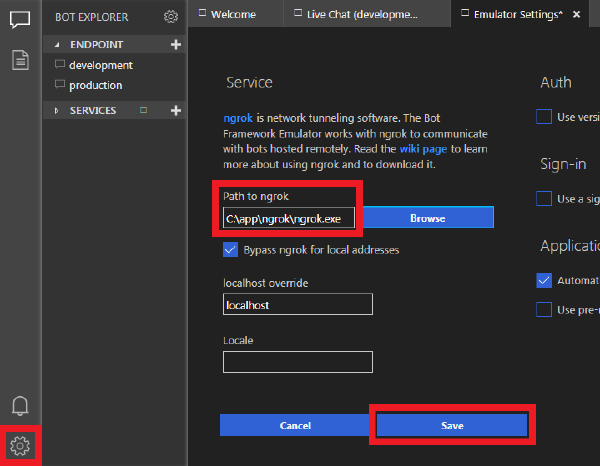 BOT EXPLORER
ENDPOINT
development
production
SERVICES
Welcome
Live Chat (developme...
Emulator Settings*
Service
ngrok is network tunneling software. The Bot
Framework Emulator works with ngrok to communicate
with bots hosted remotely. Read the wiki page to learn
more about using ngrok and to download it.
Path to ngrok
C:\app\ngrok\ngrok.exe
Browse
Bypass ngrok for local addresses
localhost override
localhost
Locale
Cancel
Save
Auth
Use versi
Sign-in
Use a sig
Application
Automat
Use pre-r